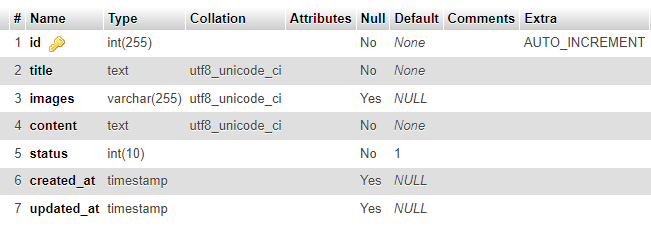 # Name Type Collation Attributes Null Default Comments Extra
1 id int(255) No None AUTO_INCREMENT
2 title text utf8_unicode_ci No None
3 images varchar(255) utf8_unicode_ci Yes NULL
4 content text utf8_unicode_ci No None
5 status int(10) No 1
6 created_at timestamp Yes NULL
7 updated_at timestamp Yes NULL